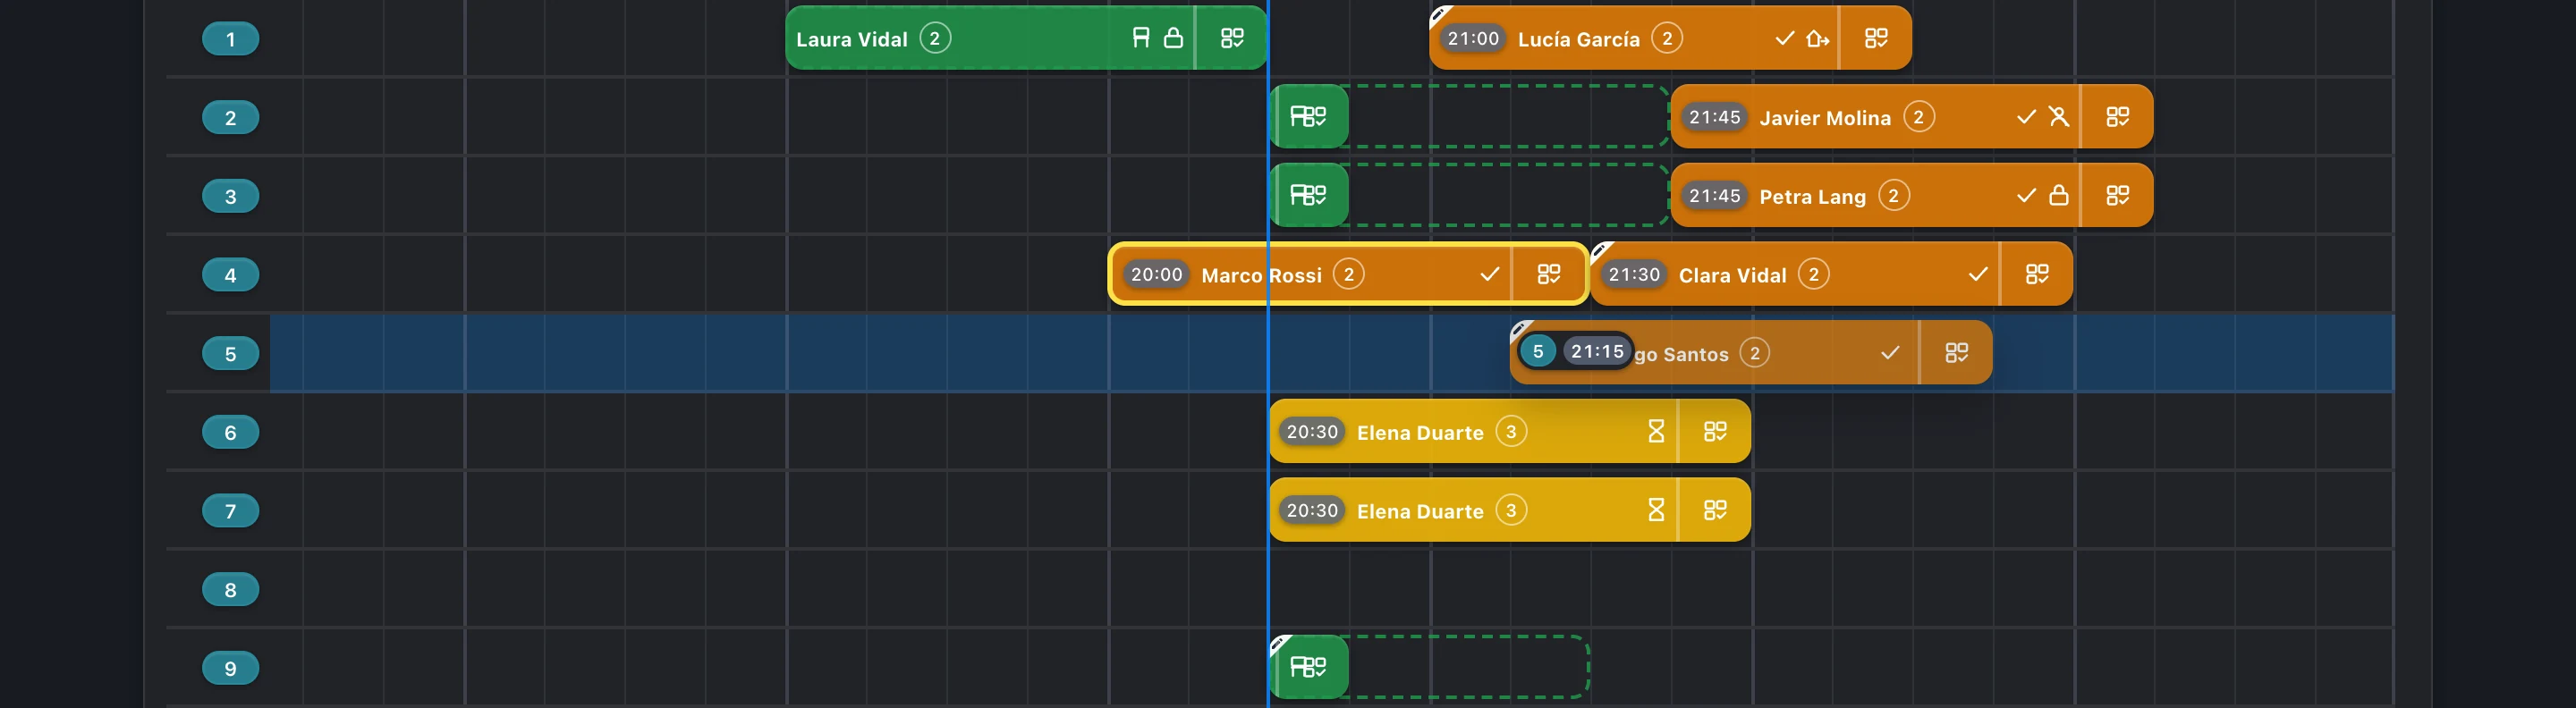 1 Laura Vidal 2 21:00 Lucía García 2
2 21:45 Javier Molina 2
3 21:45 Petra Lang 2
4 20:00 Marco Rossi 2 21:30 Clara Vidal 2
5 5 21:15 go Santos 2
6 20:30 Elena Duarte 3
7 20:30 Elena Duarte 3
8
9